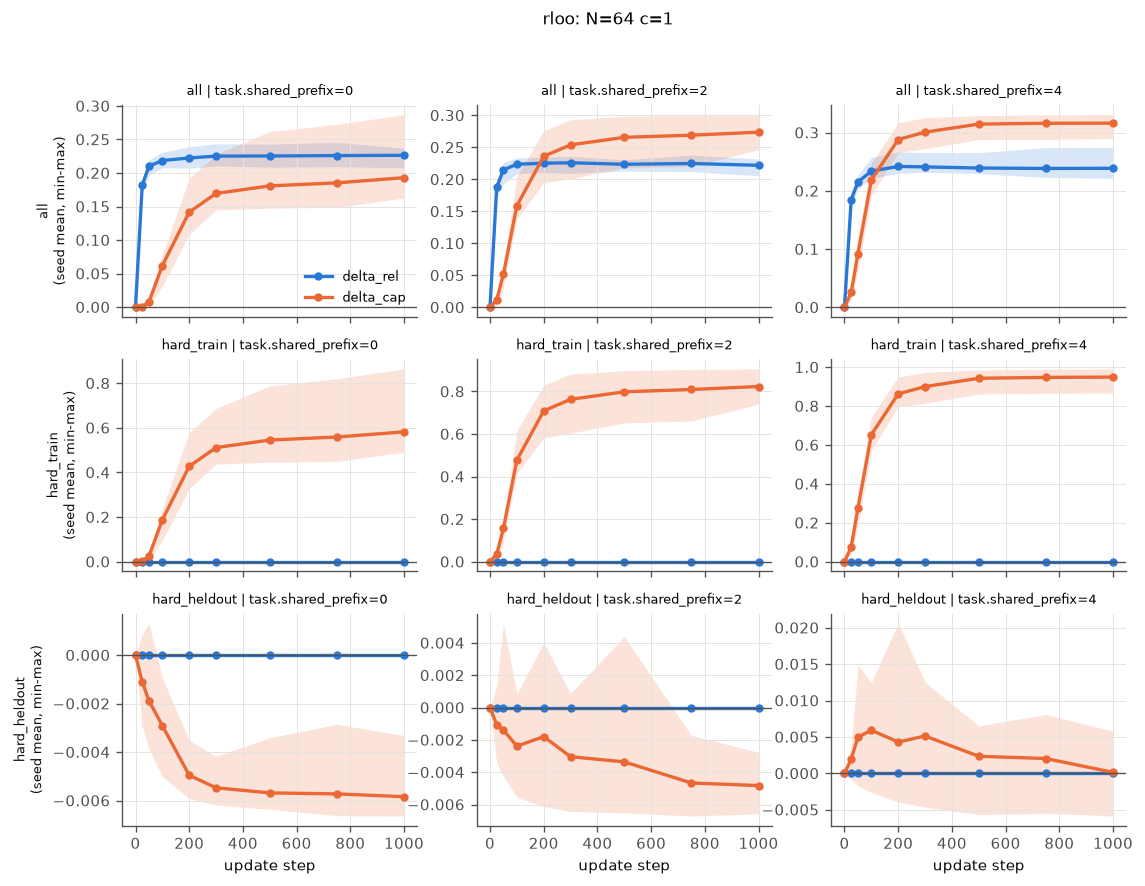 rloo: N=64 c=1
all | task.shared_prefix=0
all | task.shared_prefix=2
all | task.shared_prefix=4
all
(seed mean, min-max)
0.30
0.25
0.20
0.15
0.10
0.05
0.00
delta_rel
delta_cap
0.30
0.25
0.20
0.15
0.10
0.05
0.00
0.3
0.2
0.1
0.0
hard_train | task.shared_prefix=0
hard_train | task.shared_prefix=2
hard_train | task.shared_prefix=4
hard_train
(seed mean, min-max)
0.8
0.6
0.4
0.2
0.0
0.8
0.6
0.4
0.2
0.0
1.0
0.8
0.6
0.4
0.2
0.0
hard_heldout | task.shared_prefix=0
hard_heldout | task.shared_prefix=2
hard_heldout | task.shared_prefix=4
hard_heldout
(seed mean, min-max)
0.000
−0.002
−0.004
−0.006
0.004
0.002
0.000
−0.002
−0.004
−0.006
0.020
0.015
0.010
0.005
0.000
−0.005
0 200 400 600 800 1000
0 200 400 600 800 1000
0 200 400 600 800 1000
update step
update step
update step